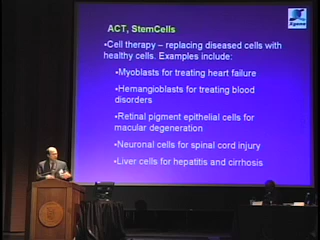 ACT, StemCells
•Cell therapy – replacing diseased cells with
healthy cells. Examples include:
•Myoblasts for treating heart failure
•Hemangioblasts for treating blood
disorders
•Retinal pigment epithelial cells for
macular degeneration
•Neuronal cells for spinal cord injury
•Liver cells for hepatitis and cirrhosis